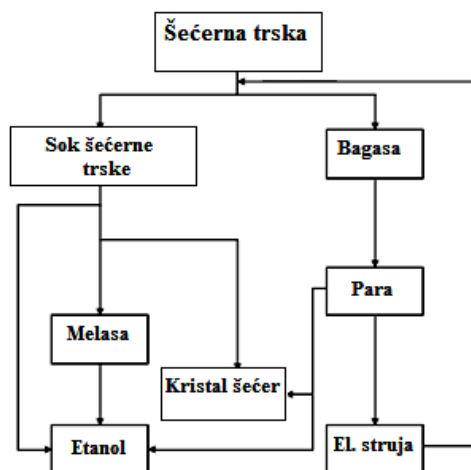 Šećerna trska
Sok šećerne
trske
Bagasa
Para
Melasa
Kristal šećer
Etanol
El. struja